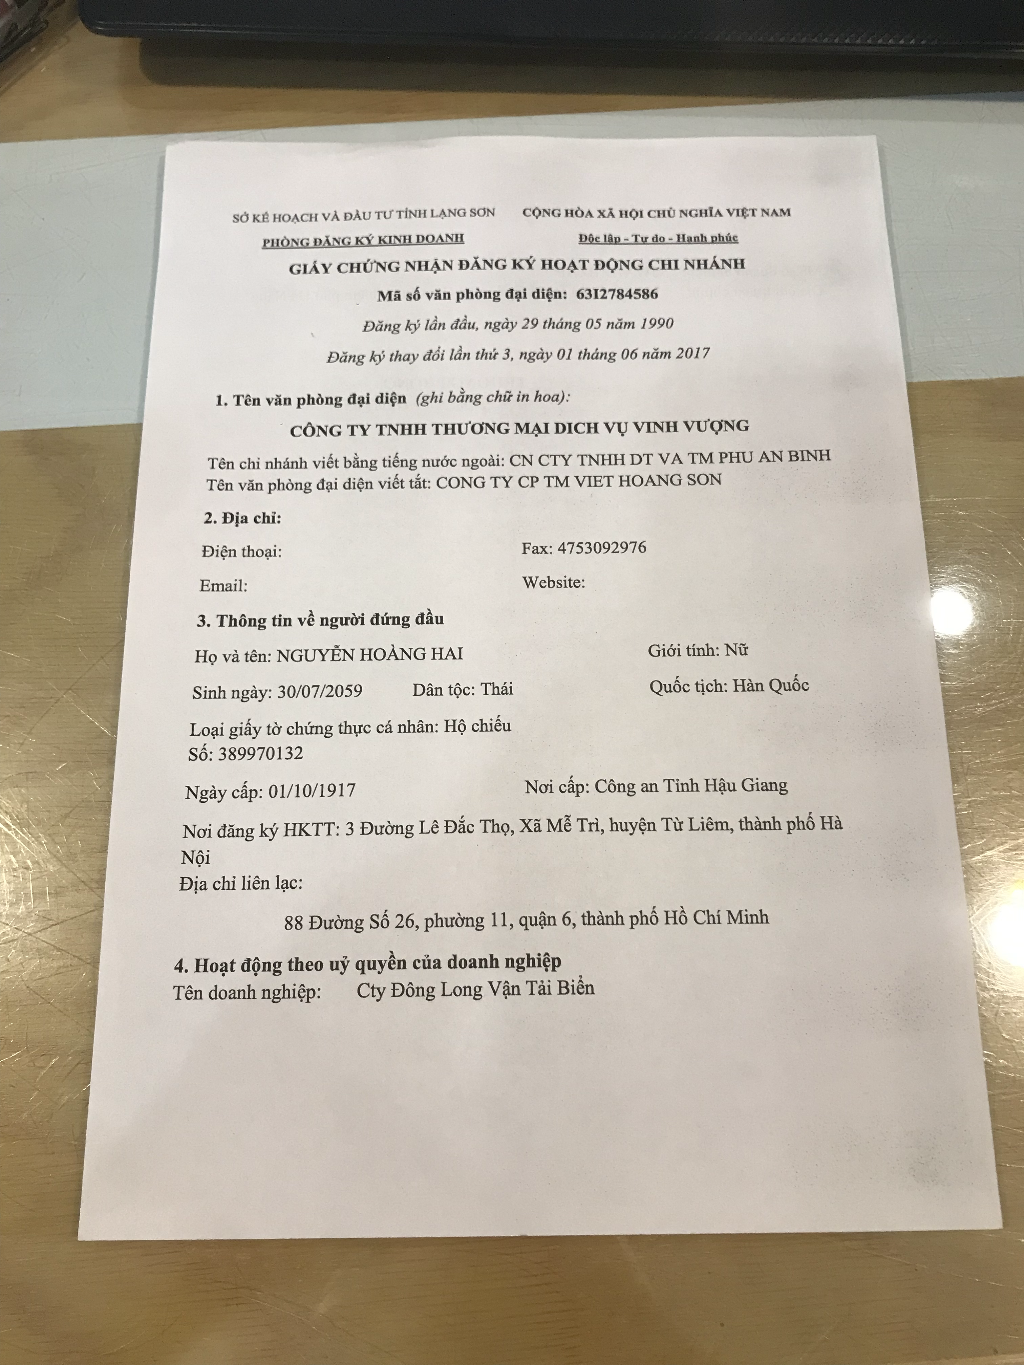 SỞ KẾ HOẠCH VÀ ĐẦU TƯ TỈNH LẠNG SƠN
PHÒNG ĐĂNG KÝ KINH DOANH
CỘNG HÒA XÃ HỘI CHỦ NGHĨA VIỆT NAM
Độc lập - Tự do - Hạnh phúc
GIẤY CHỨNG NHẬN ĐĂNG KÝ HOẠT ĐỘNG CHI NHÁNH
Mã số văn phòng đại diện: 63I2784586
Đăng ký lần đầu, ngày 29 tháng 05 năm 1990
Đăng ký thay đổi lần thứ 3, ngày 01 tháng 06 năm 2017
1. Tên văn phòng đại diện (ghi bằng chữ in hoa):
CÔNG TY TNHH THƯƠNG MẠI DICH VỤ VINH VƯỢNG
Tên chi nhánh viết bằng tiếng nước ngoài: CN CTY TNHH DT VA TM PHU AN BINH
Tên văn phòng đại diện viết tắt: CONG TY CP TM VIET HOANG SON
2. Địa chỉ:
Điện thoại: Fax: 4753092976
Email: Website:
3. Thông tin về người đứng đầu
Họ và tên: NGUYỄN HOÀNG HAI Giới tính: Nữ
Sinh ngày: 30/07/2059 Dân tộc: Thái Quốc tịch: Hàn Quốc
Loại giấy tờ chứng thực cá nhân: Hộ chiếu
Số: 389970132
Ngày cấp: 01/10/1917 Nơi cấp: Công an Tỉnh Hậu Giang
Nơi đăng ký HKTT: 3 Đường Lê Đắc Thọ, Xã Mễ Trì, huyện Từ Liêm, thành phố Hà
Nội
Địa chỉ liên lạc:
88 Đường Số 26, phường 11, quận 6, thành phố Hồ Chí Minh
4. Hoạt động theo uỷ quyền của doanh nghiệp
Tên doanh nghiệp: Cty Đông Long Vận Tải Biển